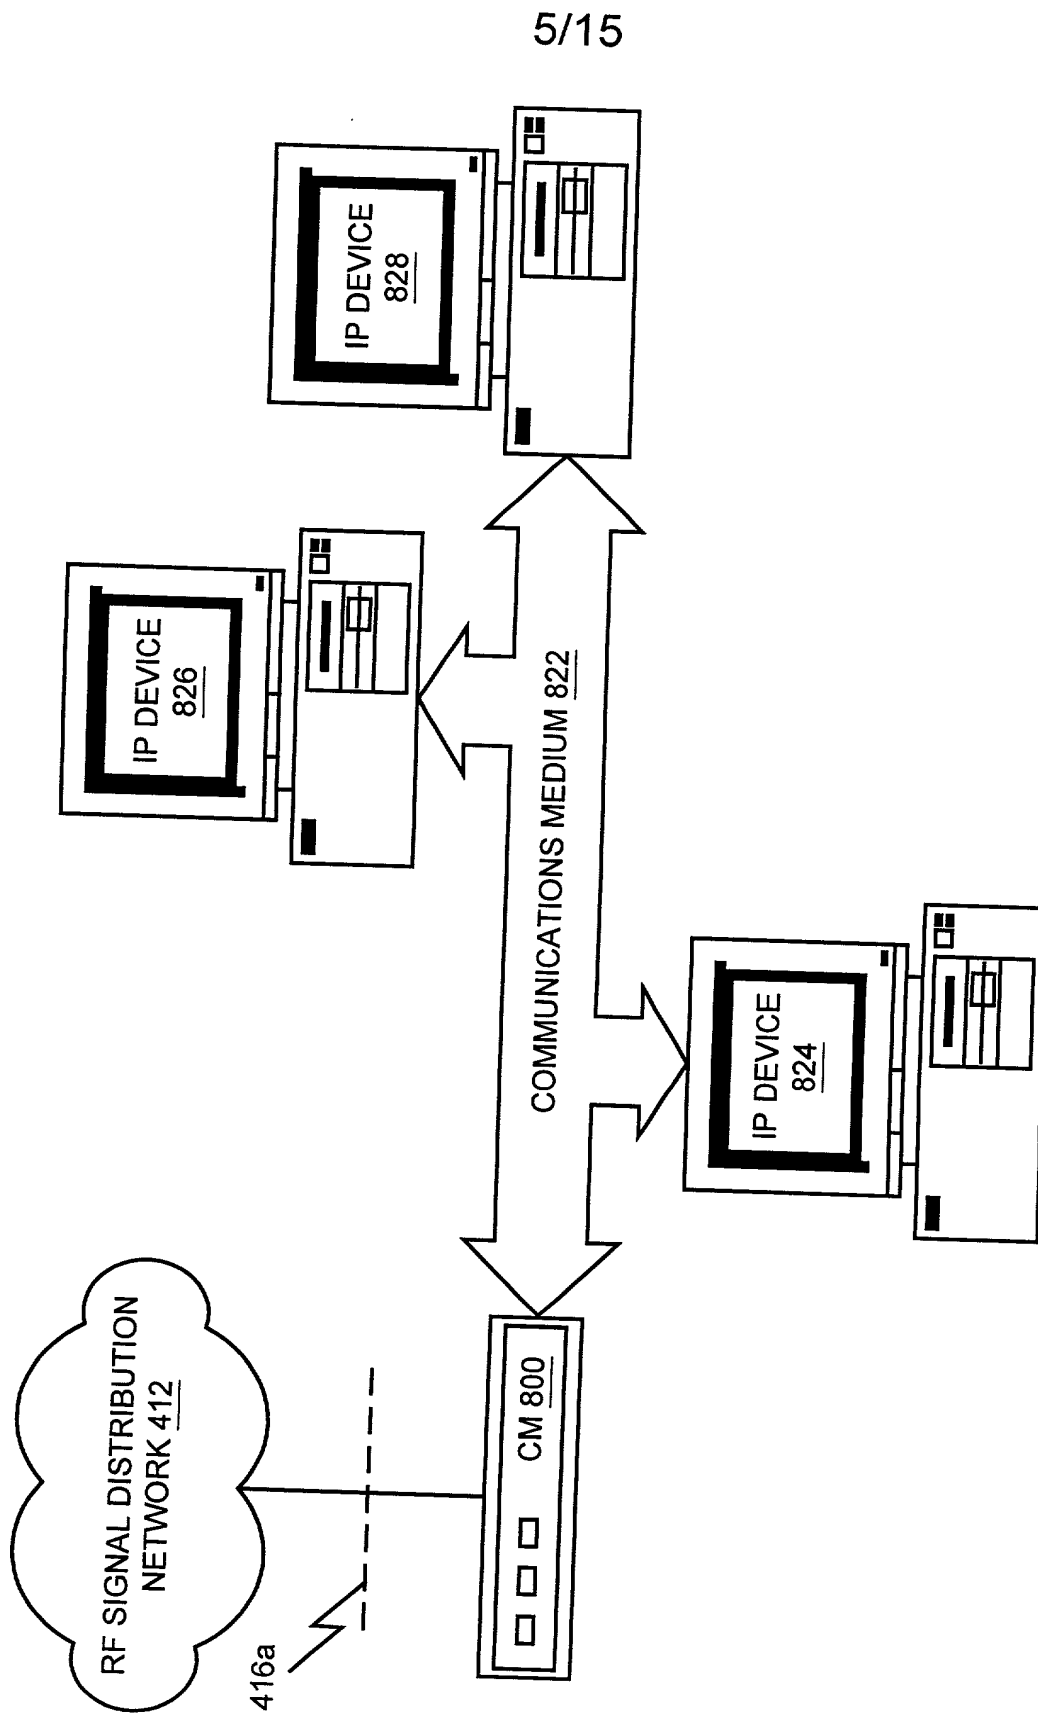 5/15
RF SIGNAL DISTRIBUTION
NETWORK 412
416a
CM 800
COMMUNICATIONS MEDIUM 822
IP DEVICE
826
IP DEVICE
828
IP DEVICE
824